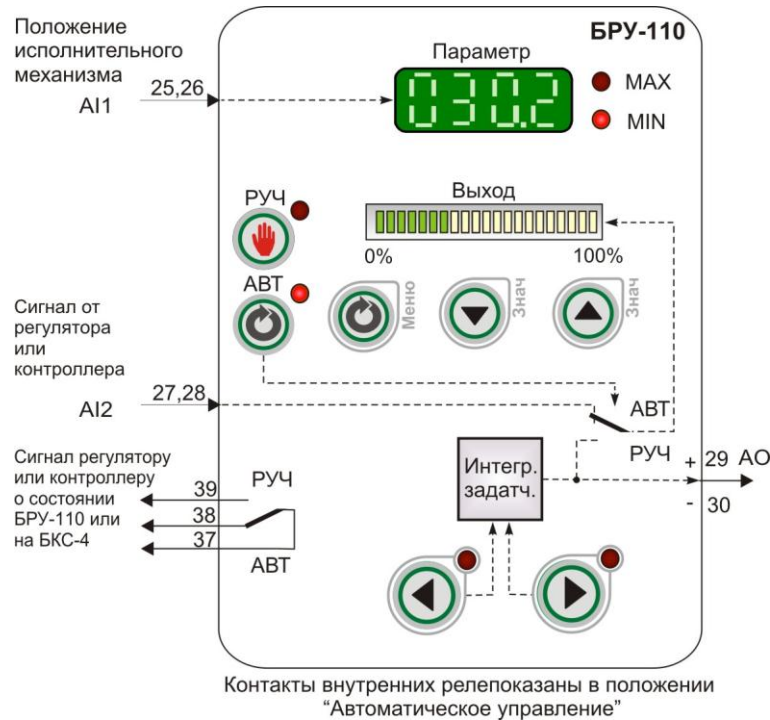 БРУ-110
Положение
исполнительного
механизма
AI1
25,26
Параметр
030.2
MAX
MIN
РУЧ
Выход
0%
100%
АВТ
Меню
Знач
Знач
Сигнал от
регулятора
или
контроллера
AI2
27,28
АВТ
РУЧ
Интегр.
задатч.
+ 29 АО
- 30
Сигнал регулятору
или контроллеру
о состоянии
БРУ-110 или
на БКС-4
39
38
37
РУЧ
АВТ
Контакты внутренних релепоказаны в положении
“Автоматическое управление”